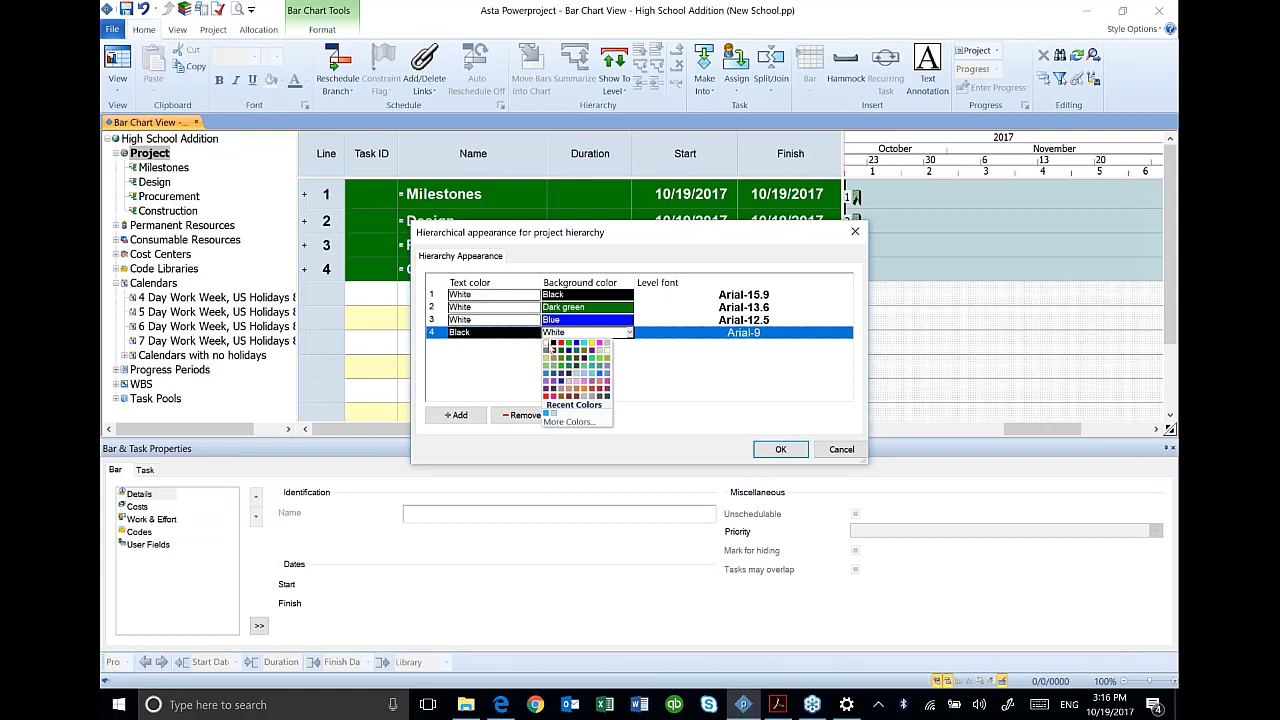 Bar Chart Tools
Asta Powerproject - Bar Chart View - High School Addition (New School.pp)
File
Home
View
Project
Allocation
Format
Style Options
View
Paste
Cut
Copy
Reschedule Branch
Constraint Flag
Add/Delete Links
Auto Reschedule Off
Move Bars Into Chart
Summarize
Show To Level
Make Into
Assign
Split/Join
Bar
Hammock
Recurring Task
Text Annotation
Project
Progress
Enter Progress
View
Clipboard
Font
Schedule
Hierarchy
Task
Insert
Progress
Editing
Bar Chart View -...
High School Addition
Project
Milestones
Design
Procurement
Construction
Permanent Resources
Consumable Resources
Cost Centers
Code Libraries
Calendars
4 Day Work Week, US Holidays &
5 Day Work Week, US Holidays &
6 Day Work Week, US Holidays &
7 Day Work Week, US Holidays &
Calendars with no holidays
Progress Periods
WBS
Task Pools
Line
Task ID
Name
Duration
Start
Finish
2017
October
November
23 30 6 13 20
1 2 3 4 5 6
1 Milestones 10/19/2017 10/19/2017
2
3
4
Hierarchical appearance for project hierarchy
Hierarchy Appearance
Text color Background color Level font
1 White Black Arial-15.9
2 White Dark green Arial-13.6
3 White Blue Arial-12.5
4 Black White Arial-9
Recent Colors
More Colors...
Add
Remove
OK
Cancel
Bar & Task Properties
Bar
Task
Details
Costs
Work & Effort
Codes
User Fields
>>
Identification
Name
Dates
Start
Finish
Miscellaneous
Unschedulable
Priority
Mark for hiding
Tasks may overlap
Pro
Start Dat
Duration
Finish Da
Library
0/0/0000
100%
Type here to search
ENG
3:16 PM
10/19/2017
4